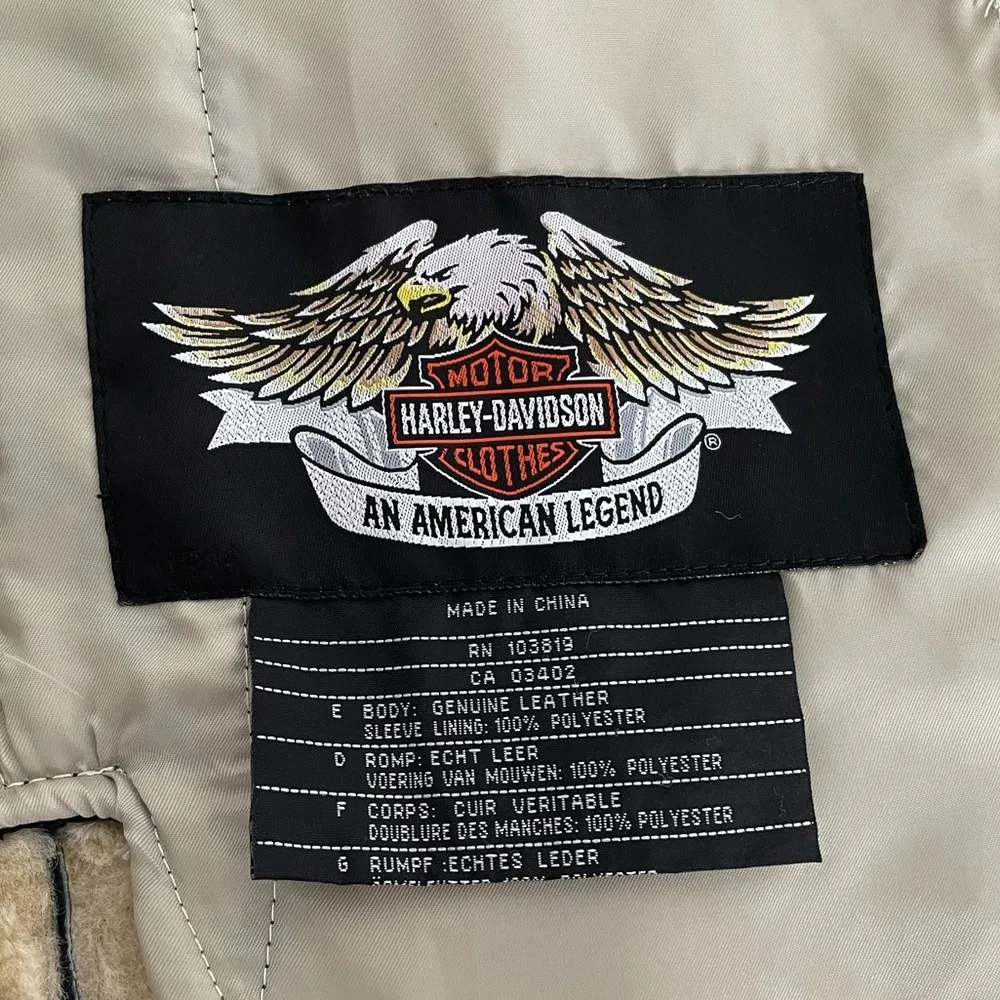 MOTOR
HARLEY-DAVIDSON
CLOTHES
®
AN AMERICAN LEGEND
MADE IN CHINA
RN 103819
CA 03402
E BODY: GENUINE LEATHER
SLEEVE LINING: 100% POLYESTER
D ROMP: ECHT LEER
VOERING VAN MOUWEN: 100% POLYESTER
F CORPS: CUIR VERITABLE
DOUBLURE DES MANCHES: 100% POLYESTER
G RUMPF :ECHTES LEDER